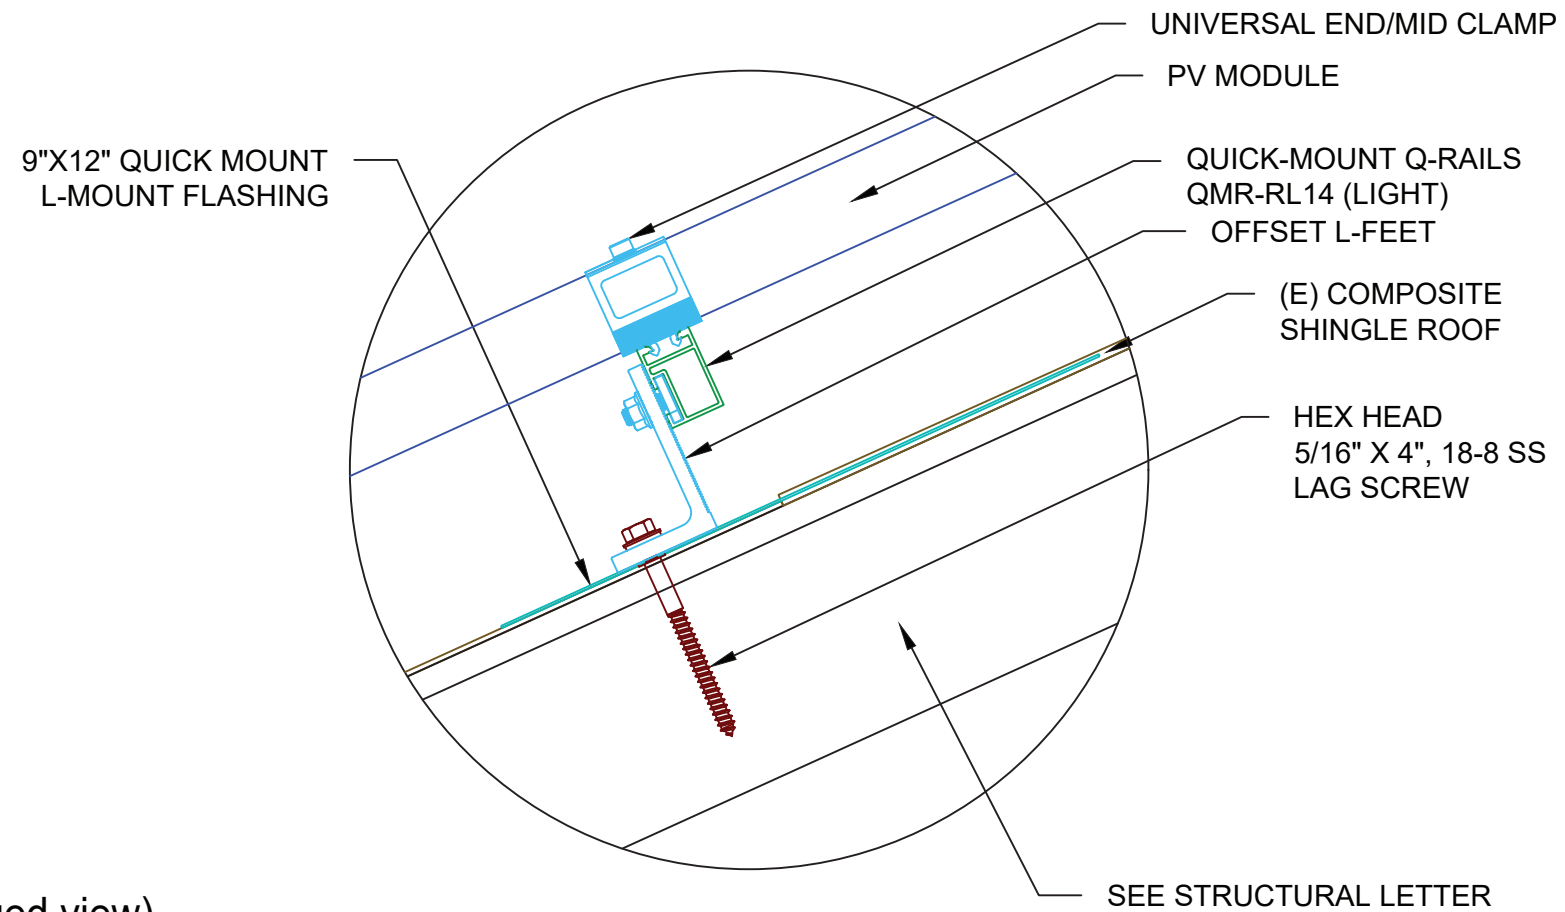 UNIVERSAL END/MID CLAMP
PV MODULE
9"X12" QUICK MOUNT
L-MOUNT FLASHING
QUICK-MOUNT Q-RAILS
QMR-RL14 (LIGHT)
OFFSET L-FEET
(E) COMPOSITE
SHINGLE ROOF
HEX HEAD
5/16" X 4", 18-8 SS
LAG SCREW
SEE STRUCTURAL LETTER
view)